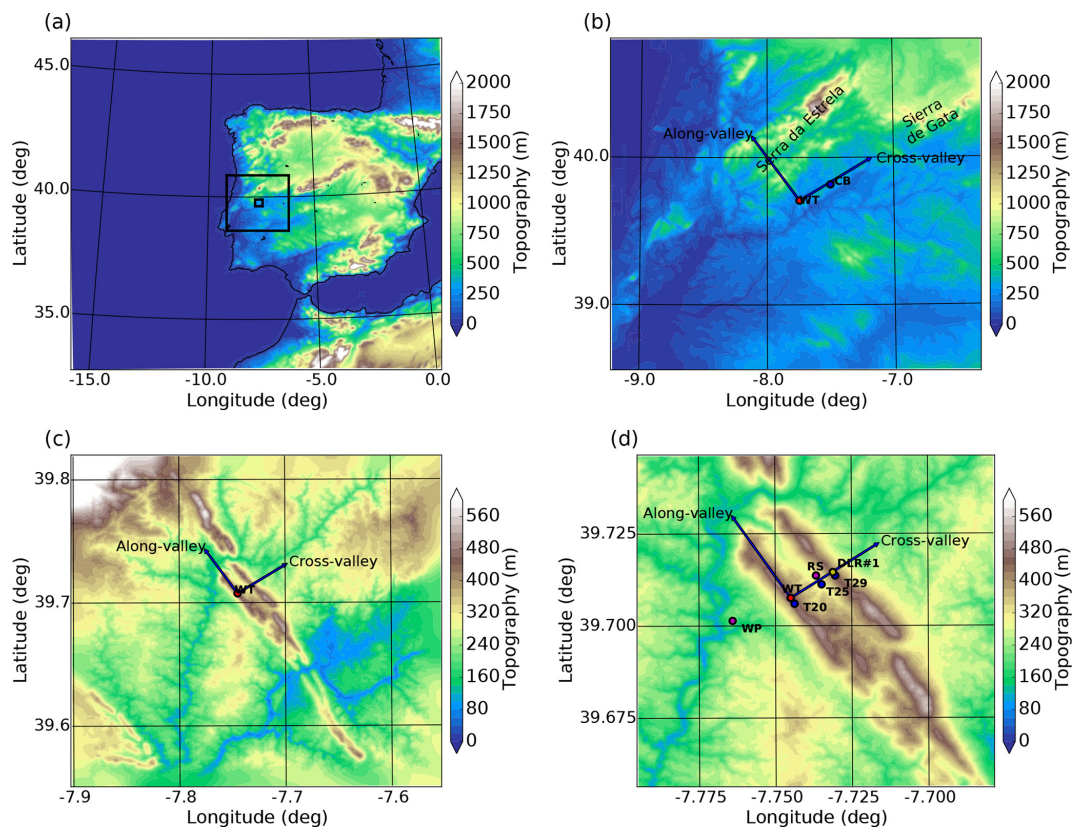 (a)
45.0
40.0
35.0
-15.0
-10.0
-5.0
0.0
Latitude (deg)
Longitude (deg)
2000
1750
1500
1250
1000
750
500
250
0
Topography (m)
(b)
40.0
39.0
-9.0
-8.0
-7.0
Latitude (deg)
Longitude (deg)
Serra da Estrela
Sierra
de Gata
Along-valley
Cross-valley
CB
WT
2000
1750
1500
1250
1000
750
500
250
0
Topography (m)
(c)
39.8
39.7
39.6
-7.9
-7.8
-7.7
-7.6
Latitude (deg)
Longitude (deg)
Along-valley
Cross-valley
WT
560
480
400
320
240
160
80
0
Topography (m)
(d)
39.725
39.700
39.675
-7.775
-7.750
-7.725
-7.700
Latitude (deg)
Longitude (deg)
Along-valley
Cross-valley
RS
DLR#1
WT
T29
T25
T20
WP
560
480
400
320
240
160
80
0
Topography (m)